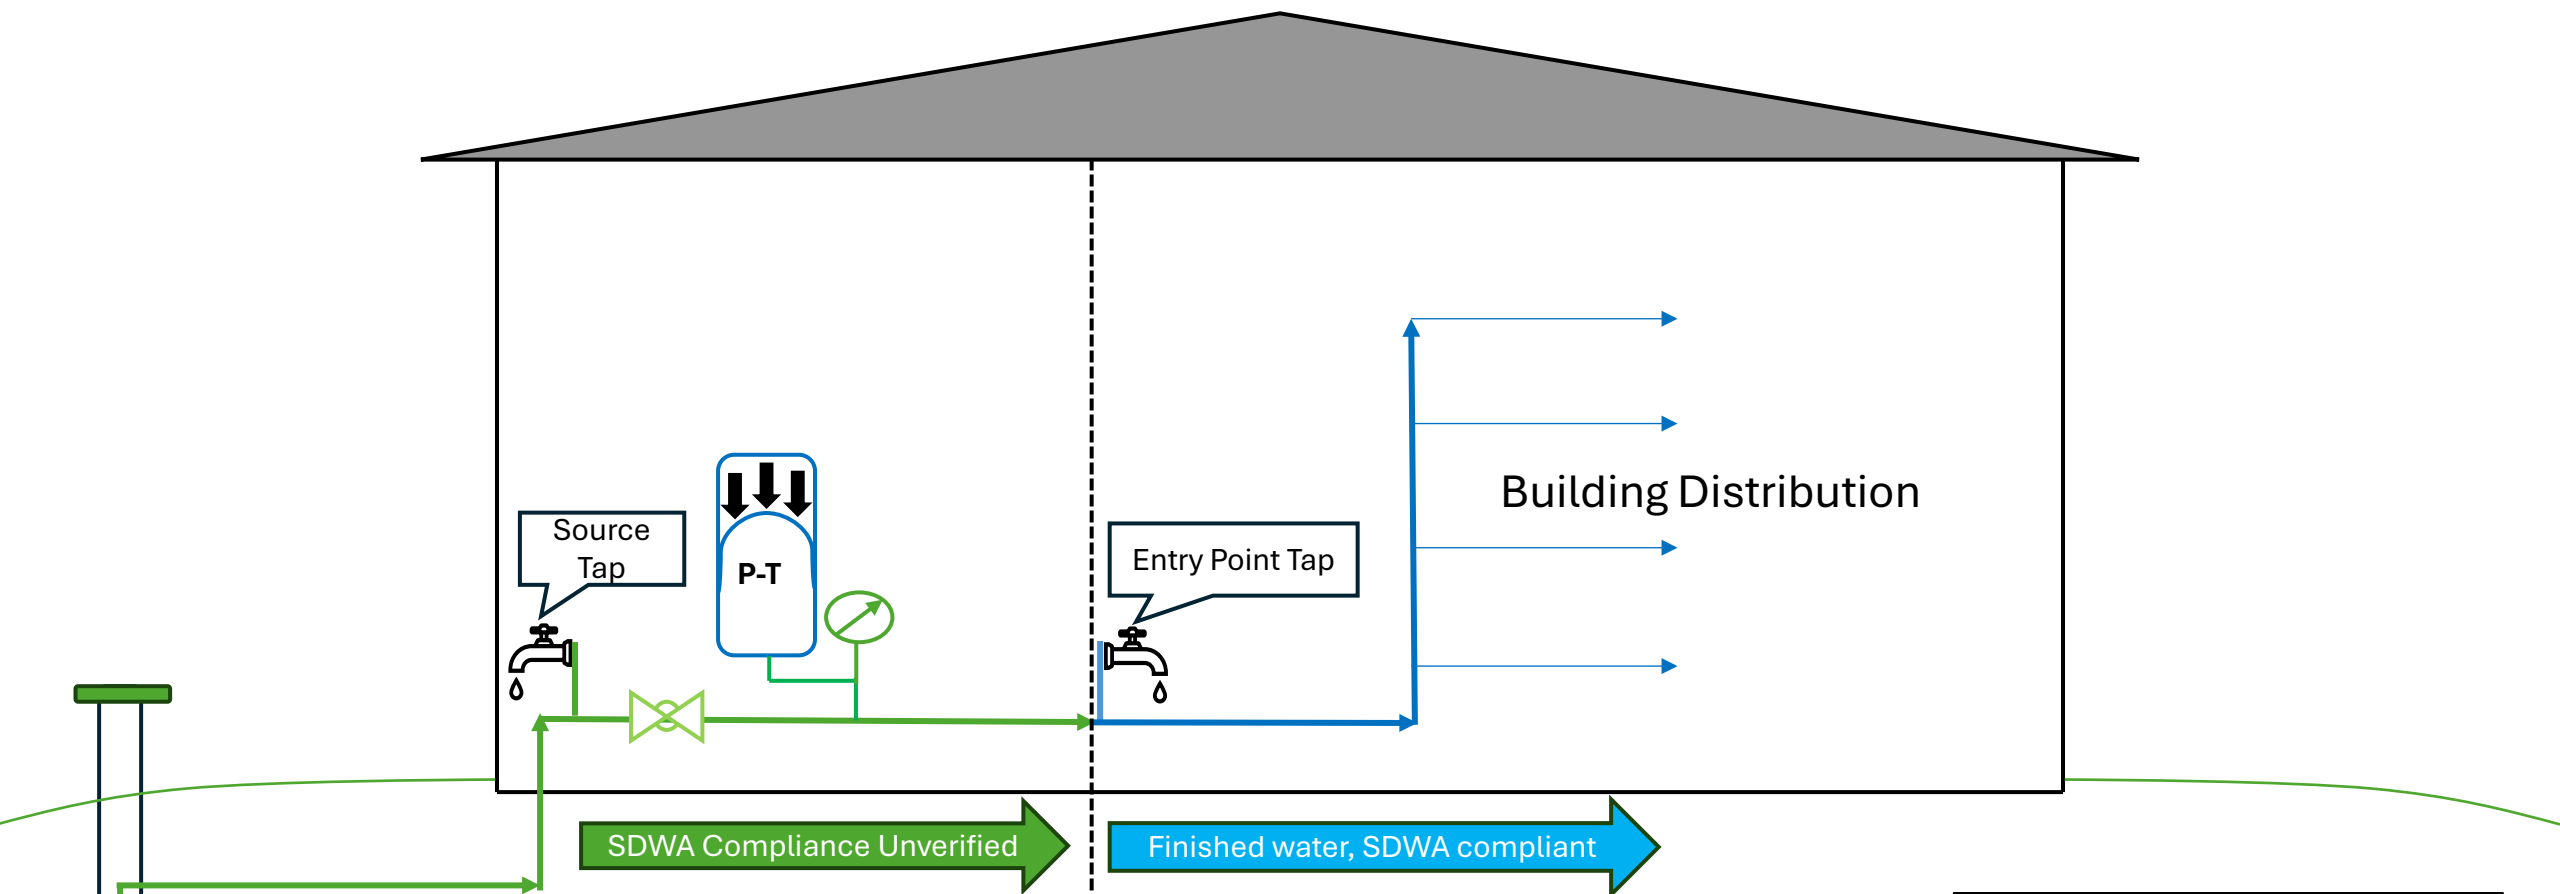 Source
Tap
P-T
Entry Point Tap
Building Distribution
SDWA Compliance Unverified
Finished water, SDWA compliant